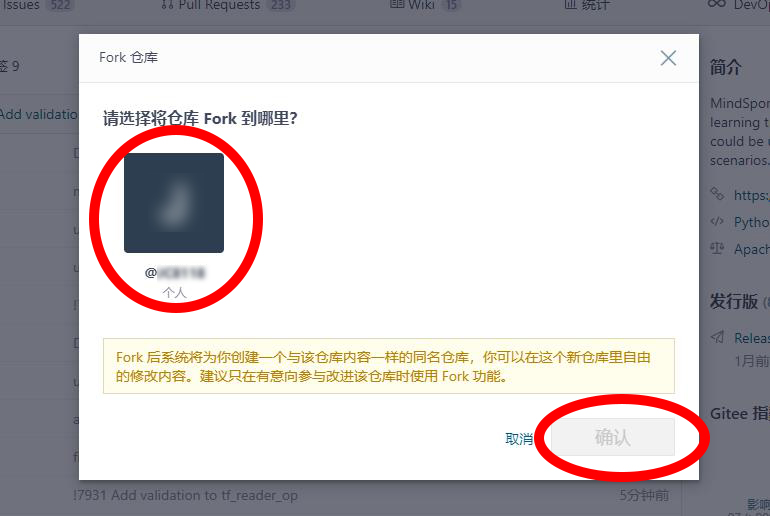 Issues 522
Pull Requests 233
Wiki 15
统计
签 9
Fork 仓库
简介
Add validatio
请选择将仓库 Fork 到哪里?
MindSpor
learning t
could be u
scenarios.
https:
Pytho
Apach
@
个人
发行版
Releas
1月前
Fork 后系统将为你创建一个与该仓库内容一样的同名仓库，你可以在这个新仓库里自由
的修改内容。建议只在有意向参与改进该仓库时使用 Fork 功能。
Gitee 指
取消
确认
!7931 Add validation to tf_reader_op
5分钟前
影响